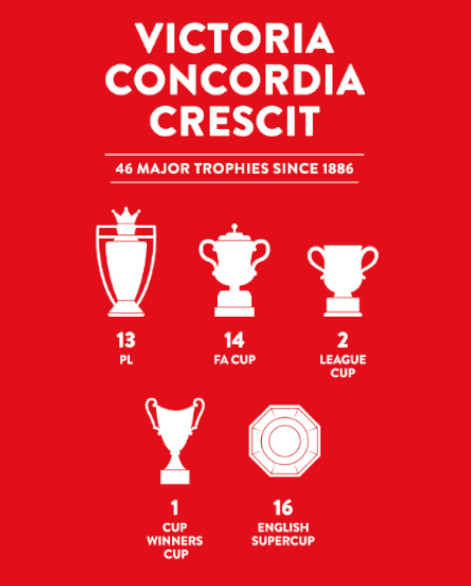 VICTORIA
CONCORDIA
CRESCIT
46 MAJOR TROPHIES SINCE 1886
13
PL
14
FA CUP
2
LEAGUE
CUP
1
CUP
WINNERS
CUP
16
ENGLISH
SUPERCUP